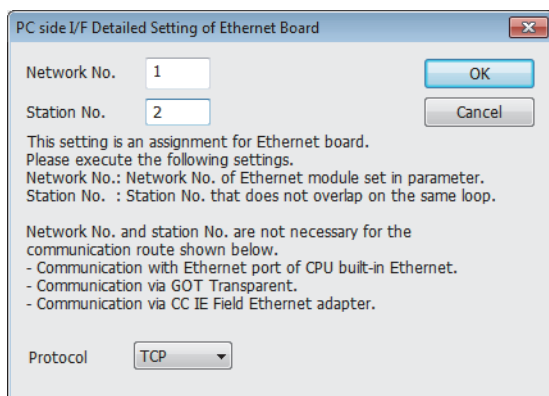 PC side I/F Detailed Setting of Ethernet Board
Network No. 1 OK
Station No. 2 Cancel
This setting is an assignment for Ethernet board.
Please execute the following settings.
Network No.: Network No. of Ethernet module set in parameter.
Station No. : Station No. that does not overlap on the same loop.
Network No. and station No. are not necessary for the
communication route shown below.
- Communication with Ethernet port of CPU built-in Ethernet.
- Communication via GOT Transparent.
- Communication via CC IE Field Ethernet adapter.
Protocol TCP